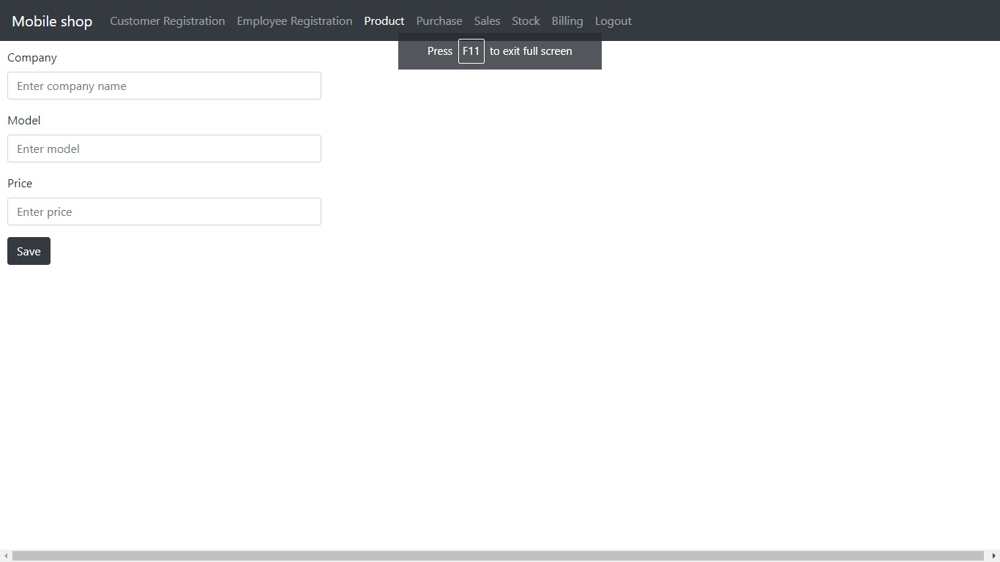 Mobile shop Customer Registration Employee Registration Product Purchase Sales Stock Billing Logout
Press F11 to exit full screen
Company
Enter company name
Model
Enter model
Price
Enter price
Save